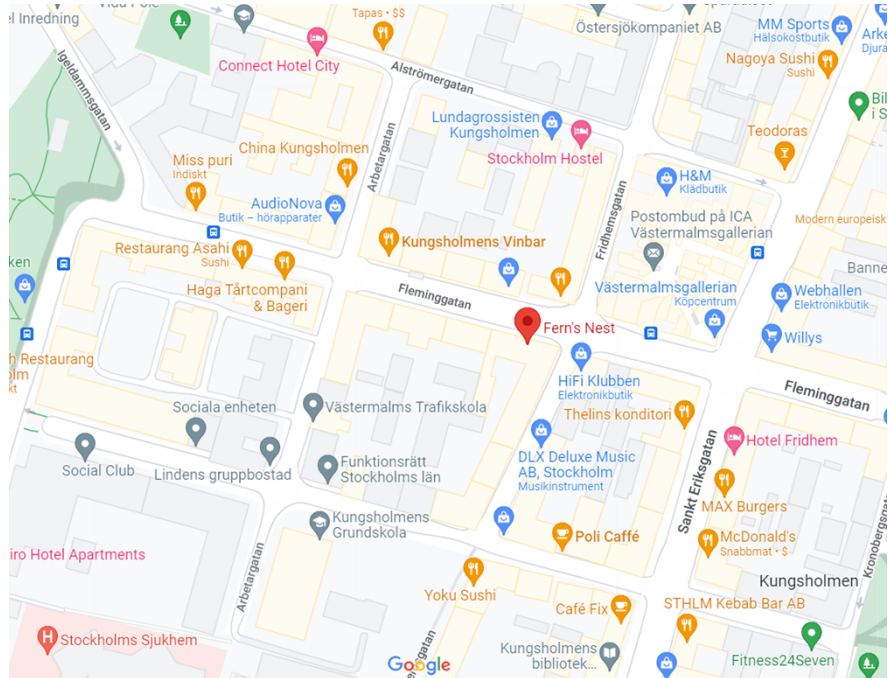 Inredning
Tapas • $$
Östersjökompaniet AB
MM Sports
Hälsokostbutik
Connect Hotel City
Igeldammsgatan
Alströmergatan
Nagoya Sushi
Sushi
Lundagrossisten
Kungsholmen
Stockholm Hostel
Teodoras
China Kungsholmen
Arbetargatan
Miss puri
Indiskt
H&M
Klädbutik
AudioNova
Butik – hörapparater
Fridhemsgatan
Postombud på ICA
Västermalmsgallerian
Modern europeisk
Kungsholmens Vinbar
Restaurang Asahi
Sushi
Haga Tårtcompani
& Bageri
Fleminggatan
Västermalmsgallerian
Köpcentrum
Webhallen
Elektronikbutik
Fern's Nest
Willys
Restaurang
HiFi Klubben
Elektronikbutik
Fleminggatan
Sociala enheten
Västermalms Trafikskola
Thelins konditori
Hotel Fridhem
Social Club
Lindens gruppbostad
Funktionsrätt
Stockholms län
DLX Deluxe Music
AB, Stockholm
Musikinstrument
Sankt Eriksgatan
MAX Burgers
Kungsholmens
Grundskola
Poli Caffé
McDonald's
Snabbmat • $
Hotel Apartments
Arbetargatan
Kronobergsg
Kungsholmen
Yoku Sushi
Café Fix
STHLM Kebab Bar AB
Stockholms Sjukhem
H
Google
Kungsholmens
bibliotek...
Fitness24Seven